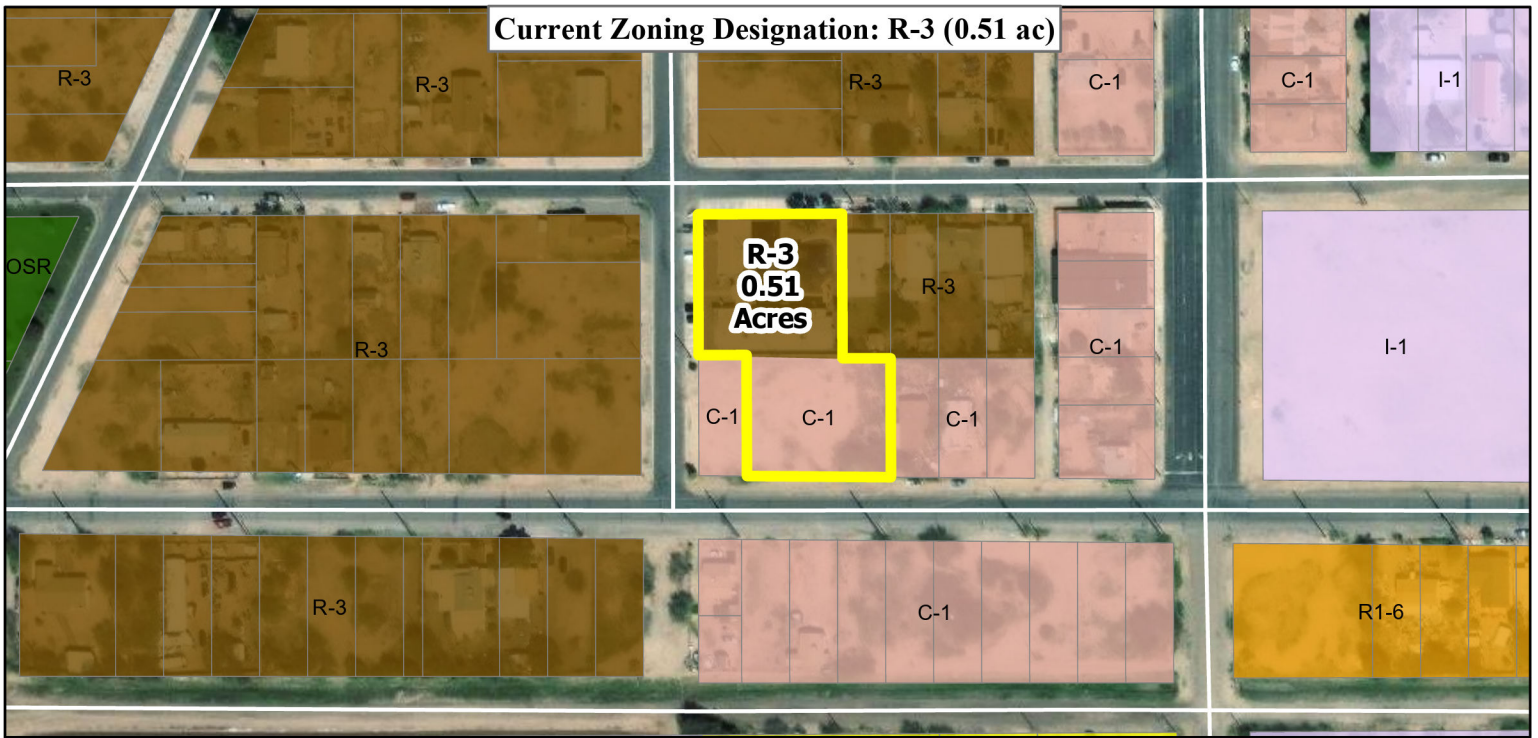 Current Zoning Designation: R-3 (0.51 ac)
R-3
R-3
R-3
C-1
C-1
I-1
OSR
R-3
R-3
0.51
Acres
R-3
C-1
I-1
C-1
C-1
C-1
R-3
C-1
R1-6